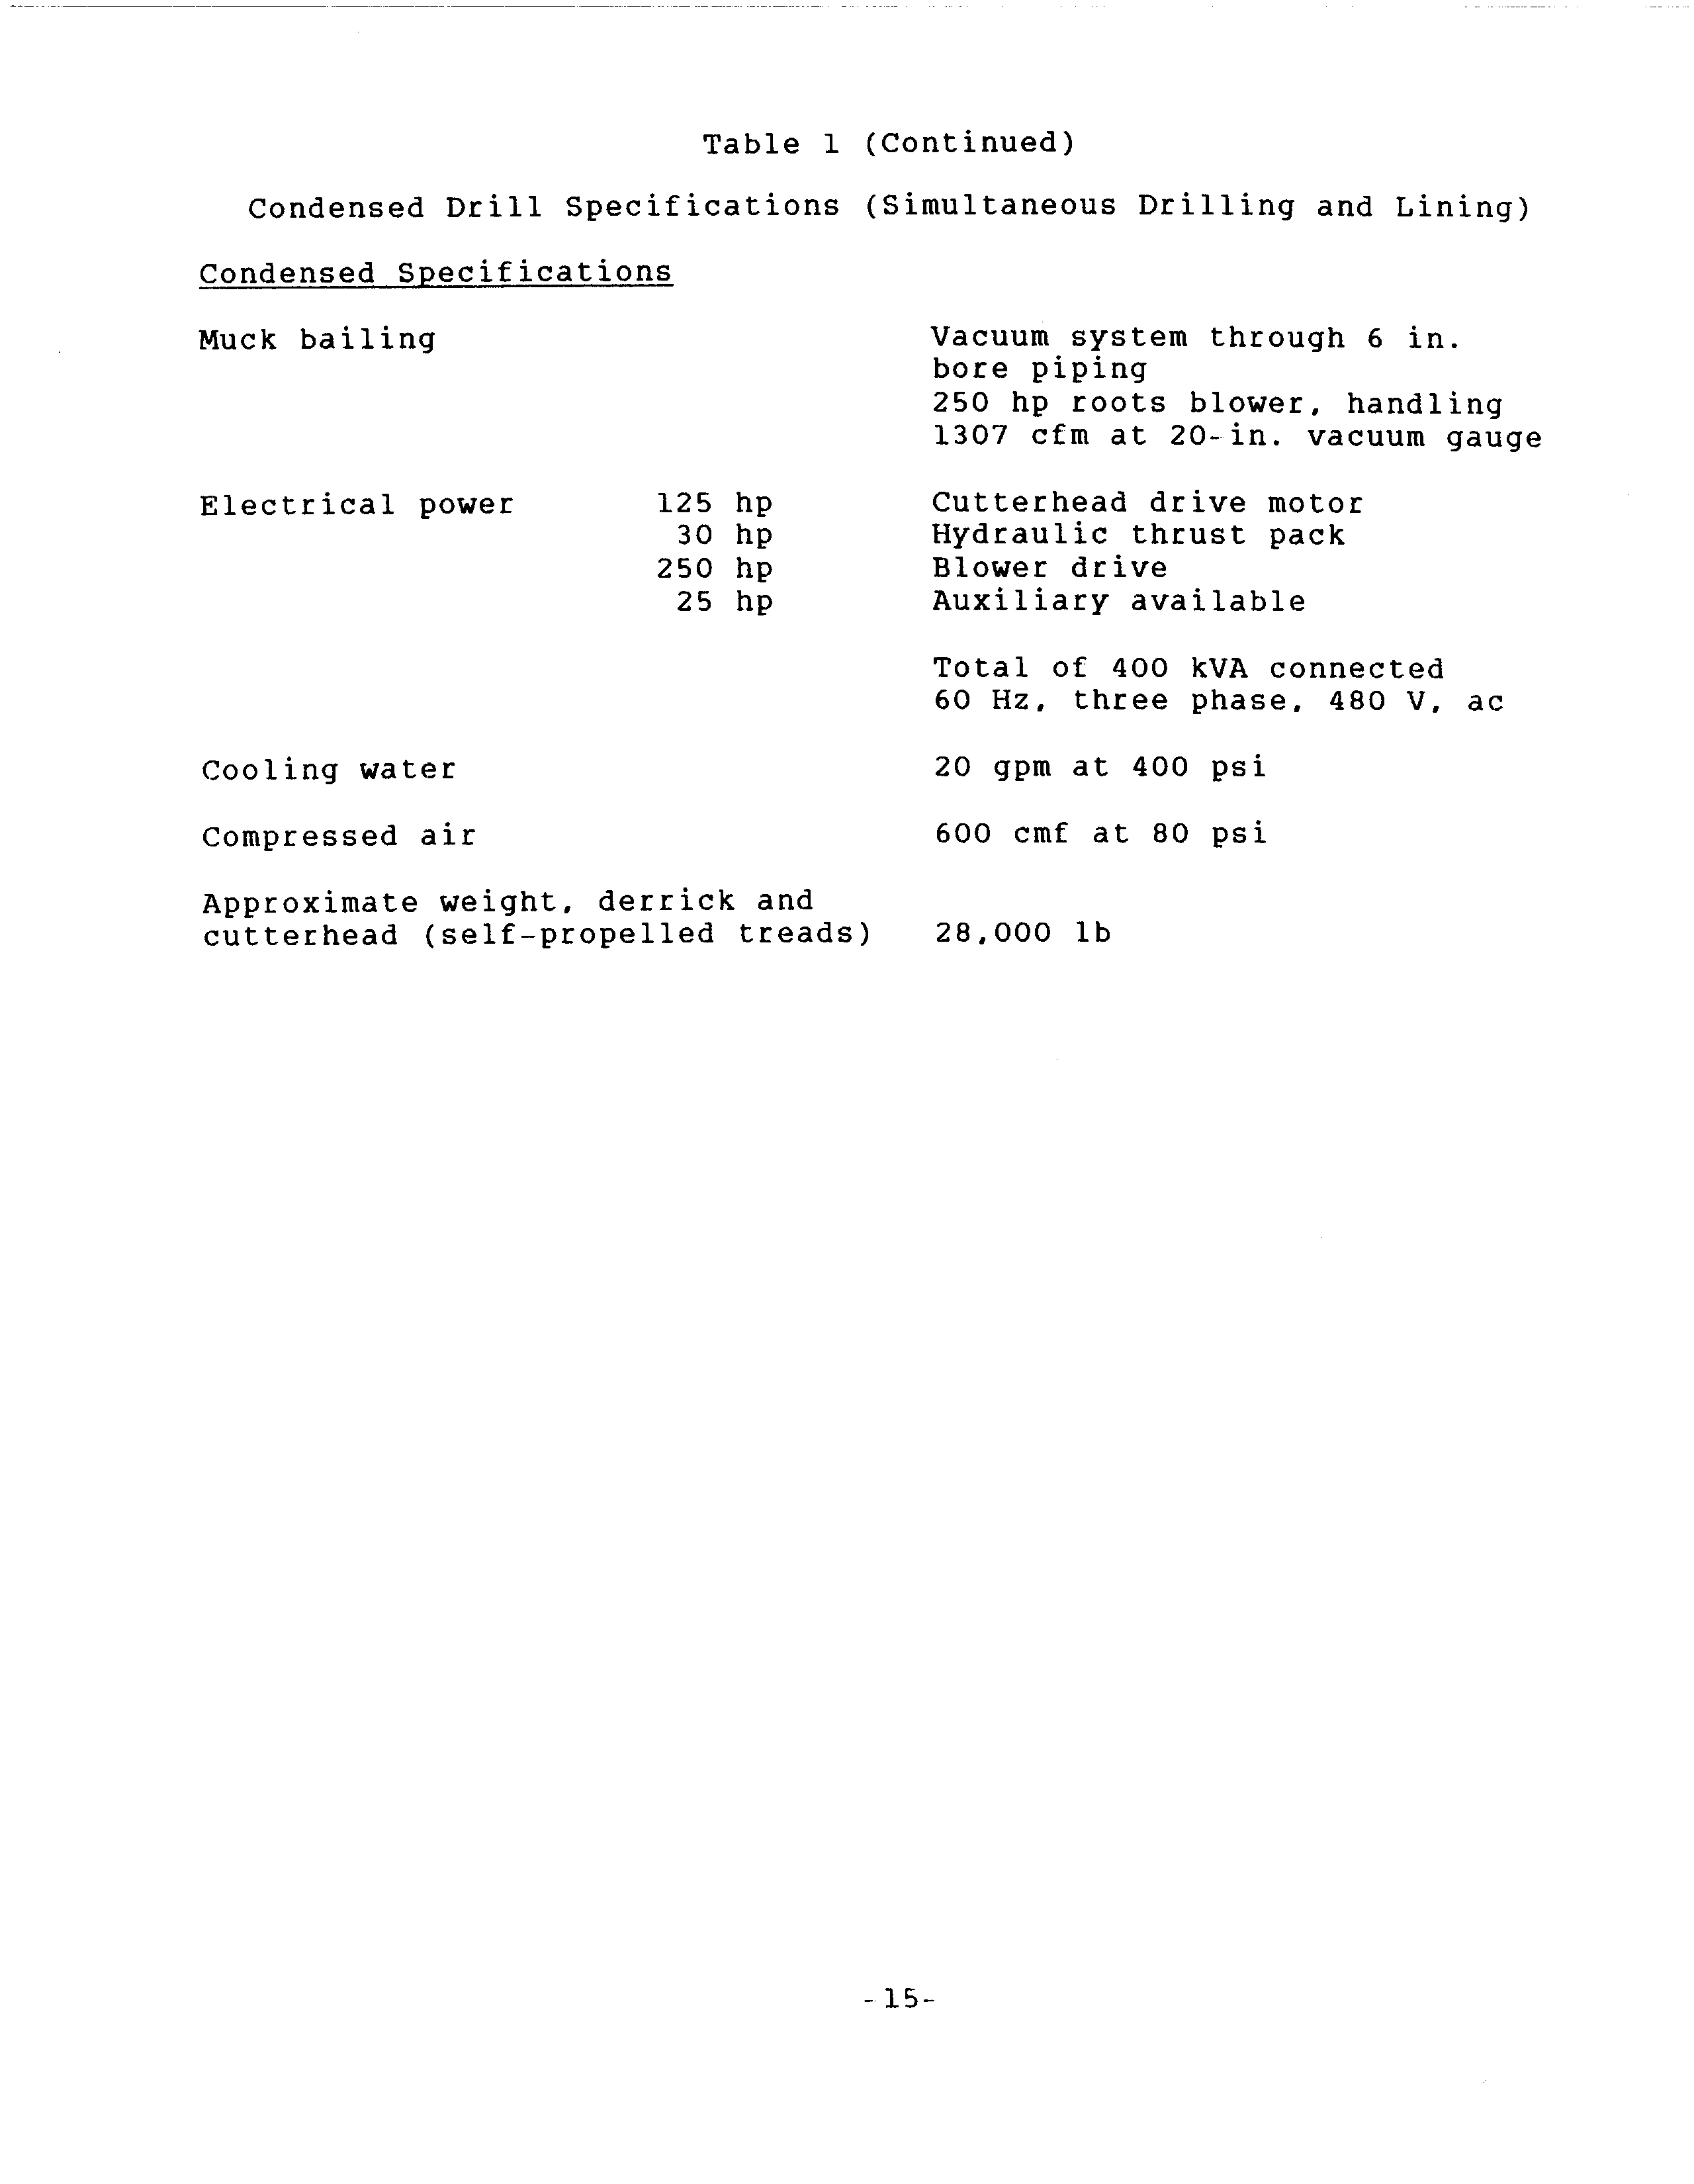 Table 1 (Continued)
Condensed Drill Specifications (Simultaneous Drilling and Lining)
Condensed Specifications
Muck bailing Vacuum system through 6 in.
bore piping
250 hp roots blower, handling
1307 cfm at 20-in. vacuum gauge
Electrical power 125 hp Cutterhead drive motor
30 hp Hydraulic thrust pack
250 hp Blower drive
25 hp Auxiliary available
Total of 400 kVA connected
60 Hz, three phase, 480 V, ac
Cooling water 20 gpm at 400 psi
Compressed air 600 cmf at 80 psi
Approximate weight, derrick and
cutterhead (self-propelled treads) 28,000 lb
-15-